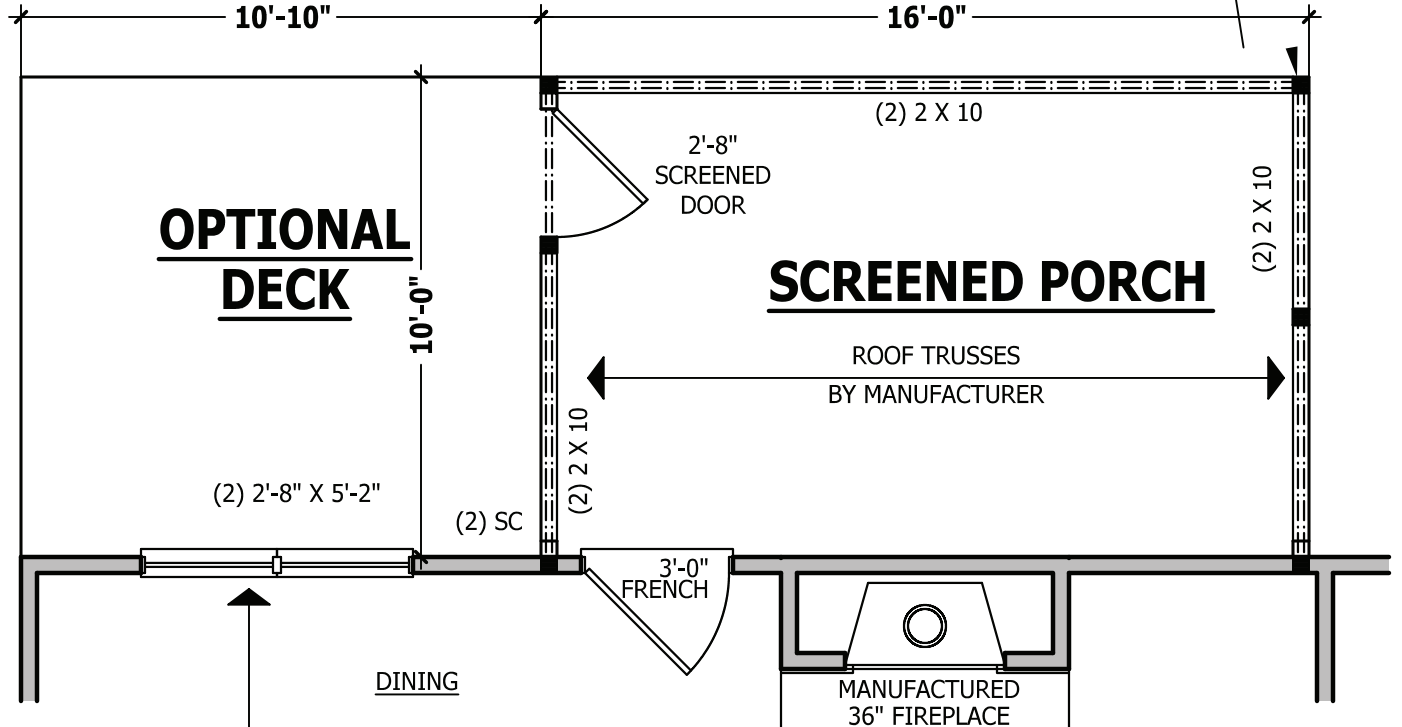 10'-10"
16'-0"
(2) 2 X 10
2'-8"
SCREENED
DOOR
(2) 2 X 10
OPTIONAL
DECK
10'-0"
SCREENED PORCH
ROOF TRUSSES
BY MANUFACTURER
(2) 2 X 10
(2) 2'-8" X 5'-2"
(2) SC
3'-0"
FRENCH
DINING
MANUFACTURED
36" FIREPLACE